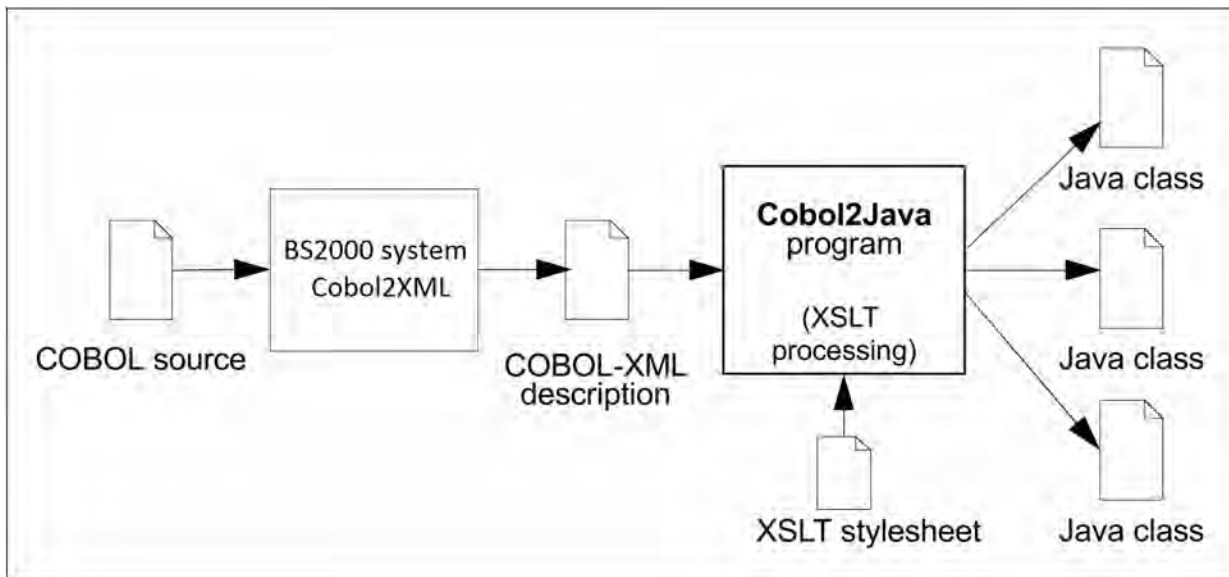 COBOL source
BS2000 system
Cobol2XML
COBOL-XML
description
Cobol2Java
program
(XSLT
processing)
XSLT stylesheet
Java class
Java class
Java class